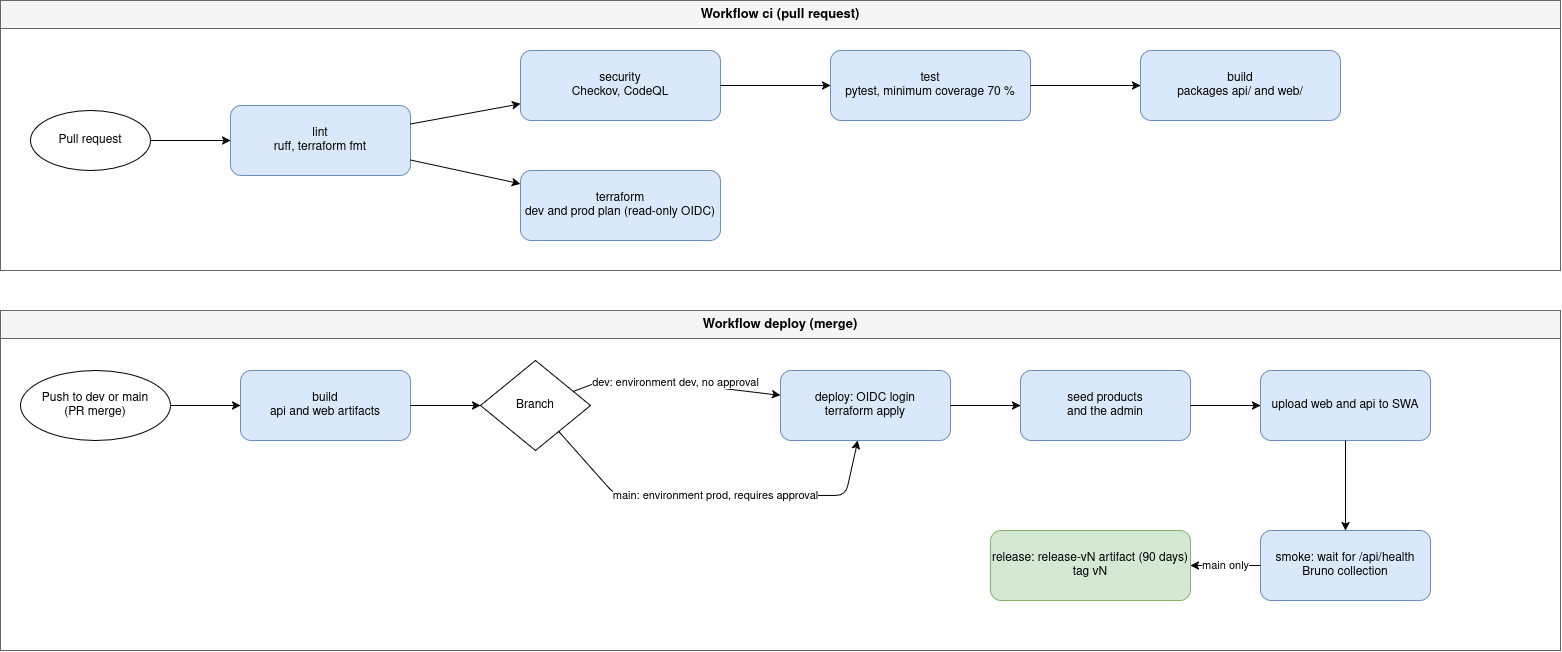 Workflow ci (pull request)
Pull request
lint
ruff, terraform fmt
security
Checkov, CodeQL
test
pytest, minimum coverage 70 %
build
packages api/ and web/
terraform
dev and prod plan (read-only OIDC)
Workflow deploy (merge)
Push to dev or main
(PR merge)
build
api and web artifacts
Branch
dev: environment dev, no approval
main: environment prod, requires approval
deploy: OIDC login
terraform apply
seed products
and the admin
upload web and api to SWA
smoke: wait for /api/health
Bruno collection
main only
release: release-vN artifact (90 days)
tag vN